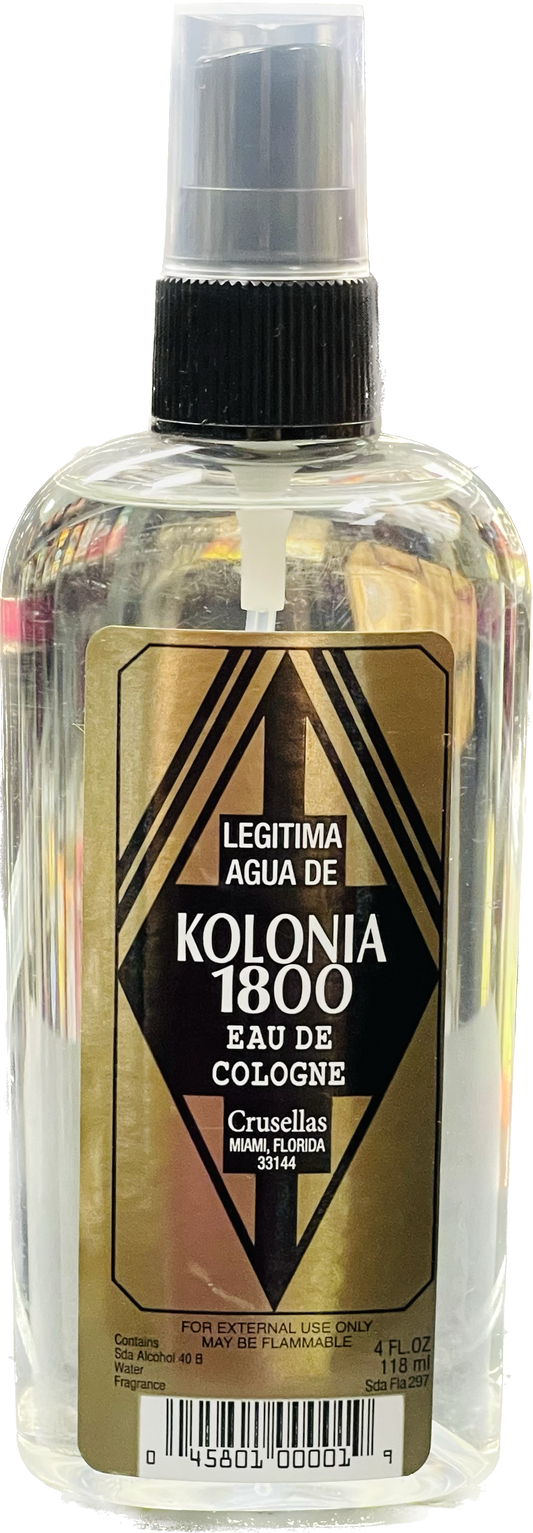 LEGITIMA
AGUA DE
KOLONIA
1800
EAU DE
COLOGNE
Crusellas
MIAMI, FLORIDA
33144
FOR EXTERNAL USE ONLY
MAY BE FLAMMABLE
Contains
Sda Alcohol 40 B
Water
Fragrance
4 FL.OZ
118 ml
Sda Fla 297
0 45801 00001 9